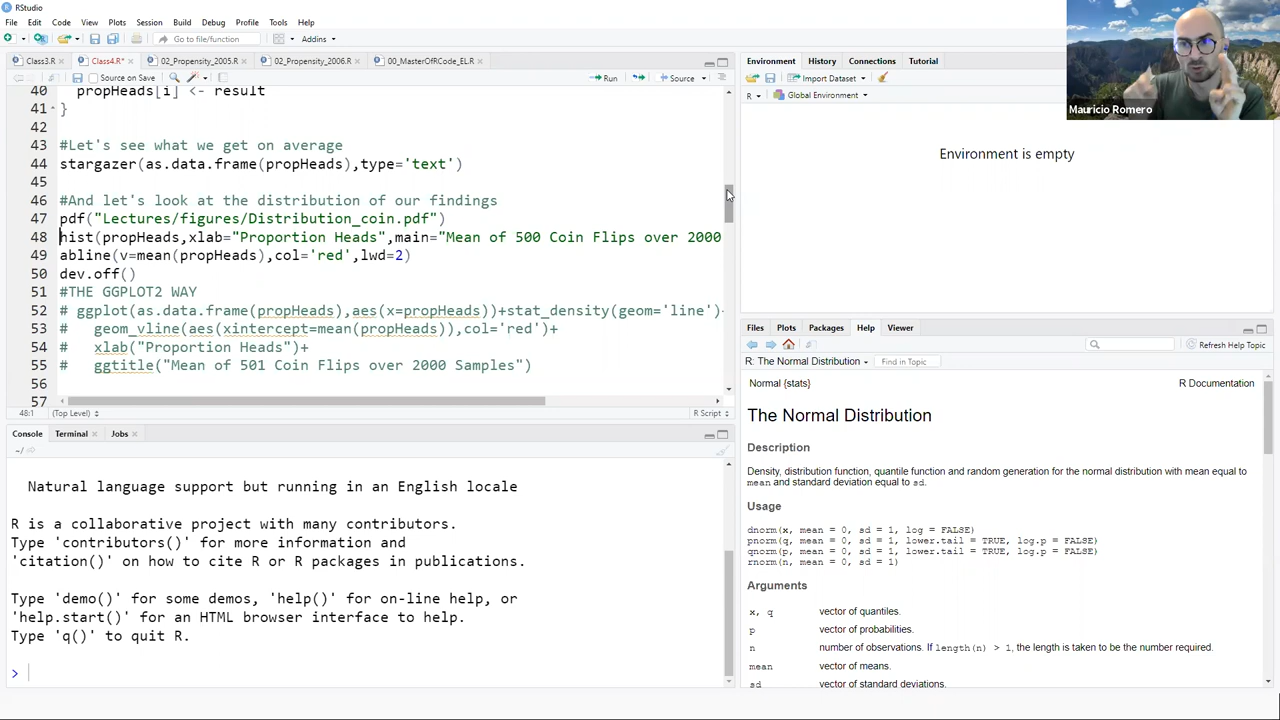 RStudio
File Edit Code View Plots Session Build Debug Profile Tools Help
Go to file/function Addins
Class3.R Class4.R* 02_Propensity_2005.R 02_Propensity_2006.R 00_MasterOfRCode_EL.R
Source on Save Run Source
40 propHeads[i] <- result
41 }
42
43 #Let's see what we get on average
44 stargazer(as.data.frame(propHeads),type='text')
45
46 #And let's look at the distribution of our findings
47 pdf("Lectures/figures/Distribution_coin.pdf")
48 hist(propHeads,xlab="Proportion Heads",main="Mean of 500 Coin Flips over 2000
49 abline(v=mean(propHeads),col='red',lwd=2)
50 dev.off()
51 #THE GGPLOT2 WAY
52 # ggplot(as.data.frame(propHeads),aes(x=propHeads))+stat_density(geom='line')
53 # geom_vline(aes(xintercept=mean(propHeads)),col='red')+
54 # xlab("Proportion Heads")+
55 # ggtitle("Mean of 501 Coin Flips over 2000 Samples")
56
57
48:1 (Top Level) R Script
Console Terminal Jobs
~/
Natural language support but running in an English locale
R is a collaborative project with many contributors.
Type 'contributors()' for more information and
'citation()' on how to cite R or R packages in publications.
Type 'demo()' for some demos, 'help()' for on-line help, or
'help.start()' for an HTML browser interface to help.
Type 'q()' to quit R.
>
Environment History Connections Tutorial
Import Dataset
R Global Environment
Environment is empty
Mauricio Romero
Files Plots Packages Help Viewer
Refresh Help Topic
R: The Normal Distribution Find in Topic
Normal {stats} R Documentation
The Normal Distribution
Description
Density, distribution function, quantile function and random generation for the normal distribution with mean equal to
mean and standard deviation equal to sd.
Usage
dnorm(x, mean = 0, sd = 1, log = FALSE)
pnorm(q, mean = 0, sd = 1, lower.tail = TRUE, log.p = FALSE)
qnorm(p, mean = 0, sd = 1, lower.tail = TRUE, log.p = FALSE)
rnorm(n, mean = 0, sd = 1)
Arguments
x, q vector of quantiles.
p vector of probabilities.
n number of observations. If length(n) > 1, the length is taken to be the number required.
mean vector of means.
sd vector of standard deviations.